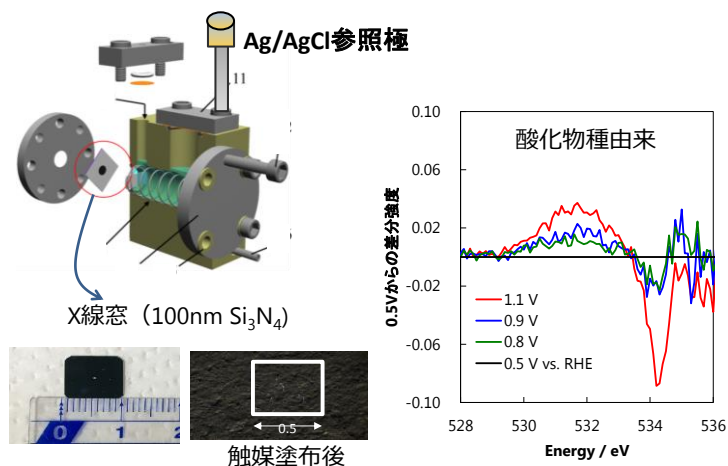 Ag/AgCl参照極
11
X線窓（100nm Si3N4)
0 1 2
0.5
触媒塗布後
0.10
0.06
0.02
-0.02
-0.06
-0.10
0.5Vからの差分強度
酸化物種由来
1.1 V
0.9 V
0.8 V
0.5 V vs. RHE
528 530 532 534 536
Energy / eV